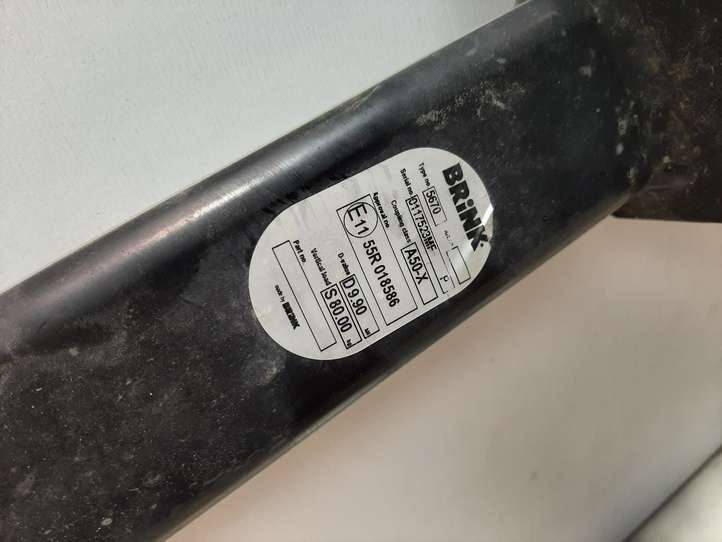 BRiNK
Type no. 5670
Serial no. D117523MF P
Coupling class A50-X
Approval no.
E11 55R 018586
D-value D 9.90 kN
Vertical load S 80.00 kg
Part no.
made by BRiNK